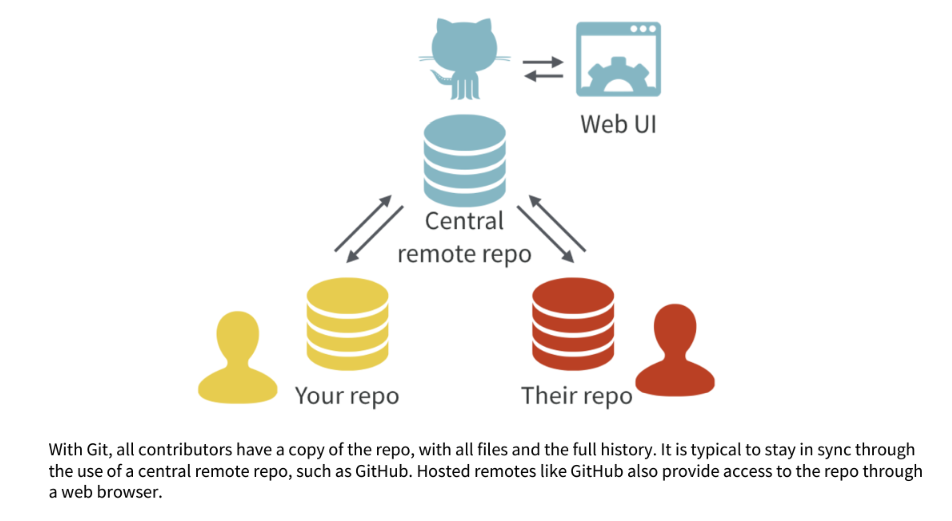 Web UI
Central
remote repo
Your repo
Their repo
With Git, all contributors have a copy of the repo, with all files and the full history. It is typical to stay in sync through
the use of a central remote repo, such as GitHub. Hosted remotes like GitHub also provide access to the repo through
a web browser.